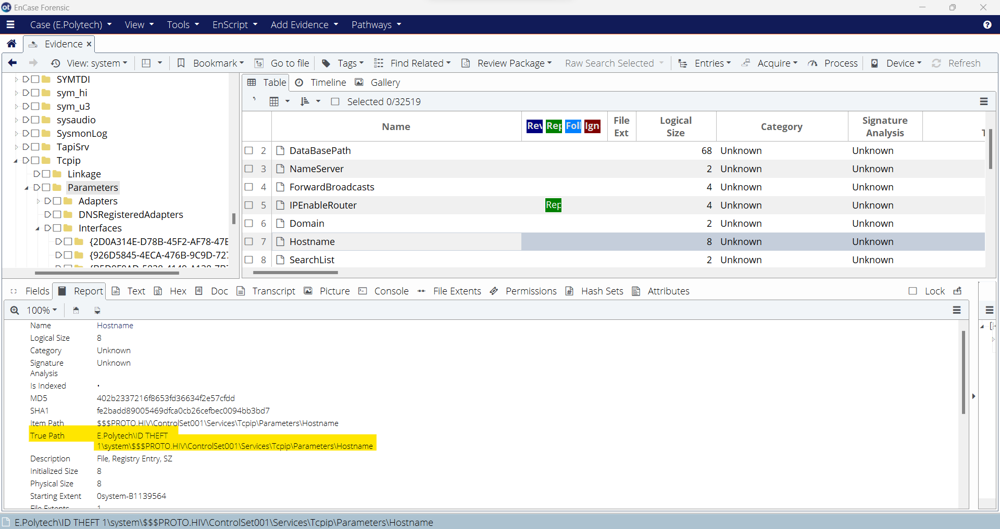 EnCase Forensic
Case (E.Polytech) View Tools EnScript Add Evidence Pathways ?
Evidence
View: system Bookmark Go to file Tags Find Related Review Package Raw Search Selected Entries Acquire Process Device Refresh
SYMTDI
sym_hi
sym_u3
sysaudio
SysmonLog
TapiSrv
Tcpip
Linkage
Parameters
Adapters
DNSRegisteredAdapters
Interfaces
{2D0A314E-D78B-45F2-AF78-47E
{926D5845-4ECA-476B-9C9D-727
Table Timeline Gallery
Selected 0/32519
Name Rev Rep Foll Ign File Ext Logical Size Category Signature Analysis
2 DataBasePath 68 Unknown Unknown
3 NameServer 2 Unknown Unknown
4 ForwardBroadcasts 4 Unknown Unknown
5 IPEnableRouter Rep 4 Unknown Unknown
6 Domain 2 Unknown Unknown
7 Hostname 8 Unknown Unknown
8 SearchList 2 Unknown Unknown
Fields Report Text Hex Doc Transcript Picture Console File Extents Permissions Hash Sets Attributes Lock
100%
Name Hostname
Logical Size 8
Category Unknown
Signature Analysis Unknown
Is Indexed •
MD5 402b2337216f8653fd36634f2e57cfdd
SHA1 fe2badd89005469dfca0cb26cefbec0094bb3bd7
Item Path $$$PROTO.HIV\ControlSet001\Services\Tcpip\Parameters\Hostname
True Path E.Polytech\ID THEFT
1\system\$$$PROTO.HIV\ControlSet001\Services\Tcpip\Parameters\Hostname
Description File, Registry Entry, SZ
Initialized Size 8
Physical Size 8
Starting Extent 0system-B1139564
File Extents 1
E.Polytech\ID THEFT 1\system\$$$PROTO.HIV\ControlSet001\Services\Tcpip\Parameters\Hostname